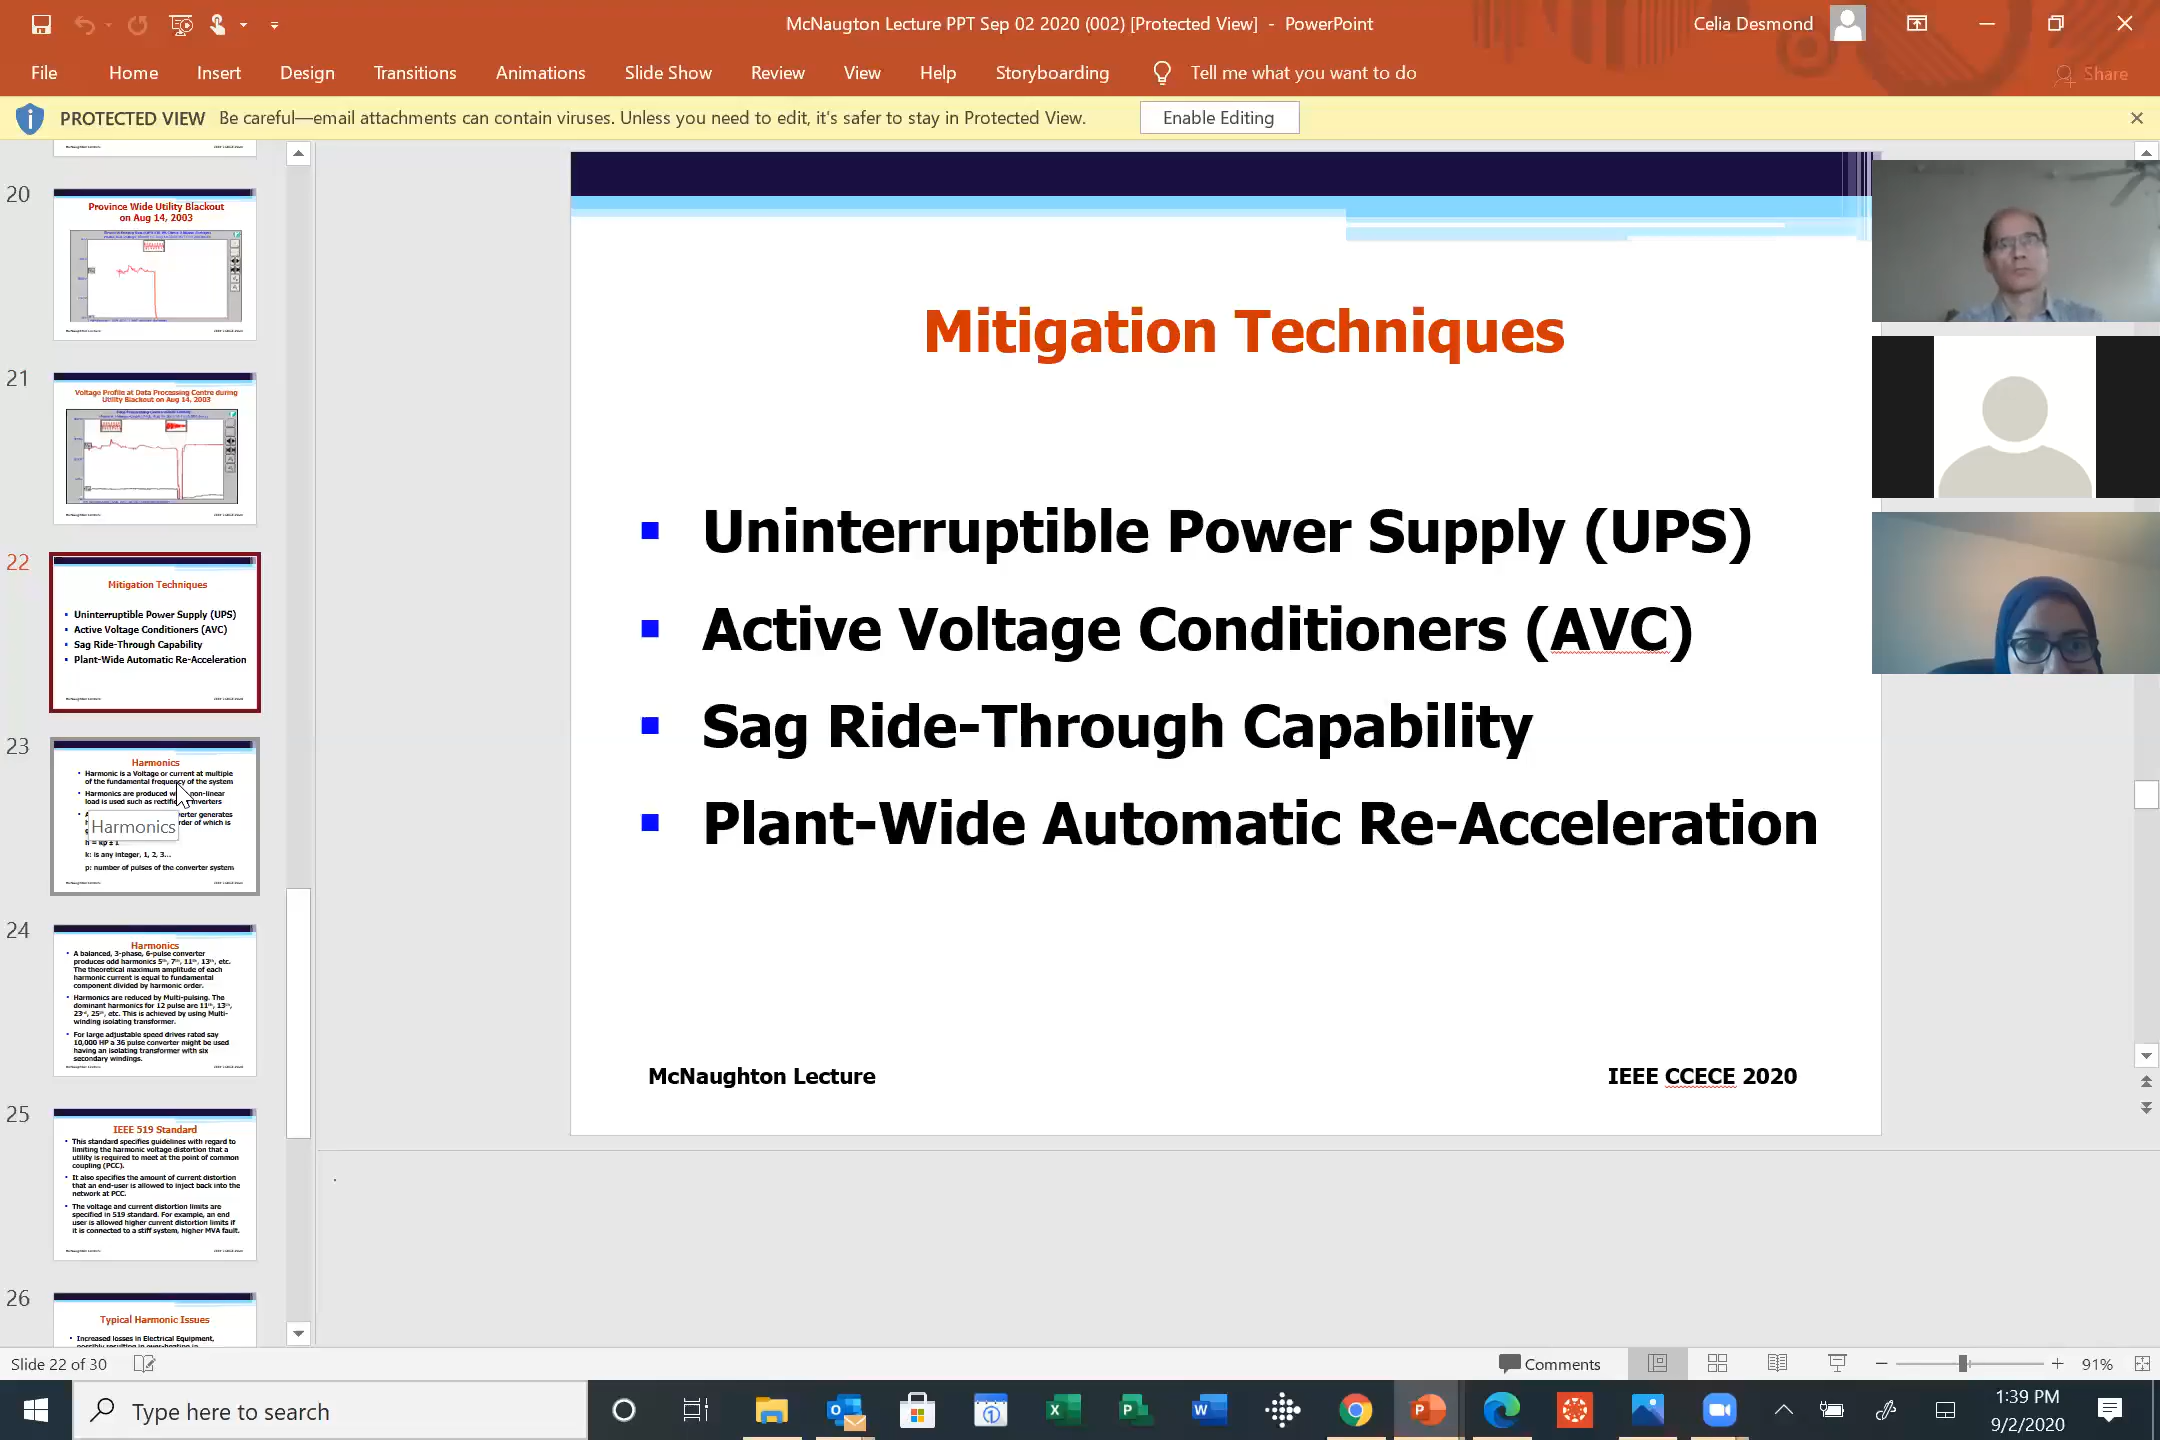 McNaugton Lecture PPT Sep 02 2020 (002) [Protected View] - PowerPoint
Celia Desmond
File Home Insert Design Transitions Animations Slide Show Review View Help Storyboarding Tell me what you want to do Share
PROTECTED VIEW Be careful—email attachments can contain viruses. Unless you need to edit, it's safer to stay in Protected View. Enable Editing
20
Province Wide Utility Blackout
on Aug 14, 2003
21
Voltage Profile at Data Processing Centre during
Utility Blackout on Aug 14, 2003
22
Mitigation Techniques
Uninterruptible Power Supply (UPS)
Active Voltage Conditioners (AVC)
Sag Ride-Through Capability
Plant-Wide Automatic Re-Acceleration
23
Harmonics
Harmonic is a Voltage or current at multiple
of the fundamental frequency of the system
Harmonics are produced non-linear
load is used such as
generates
order of which is
Harmonics
h = kp ± 1
k: is any integer, 1, 2, 3...
p: number of pulses of the converter system
24
Harmonics
A balanced, 3-phase, 6-pulse converter
produces odd harmonics 5th, 7th, 11th, 13th, etc.
The theoretical maximum amplitude of each
harmonic current is equal to fundamental
component divided by harmonic order.
Harmonics are reduced by Multi-pulsing. The
dominant harmonics for 12 pulse are 11th, 13th,
23rd, 25th, etc. This is achieved by using Multi-
winding isolating transformer.
For large adjustable speed drives rated say
10,000 HP a 36 pulse converter might be used
having an isolating transformer with six
secondary windings.
25
IEEE 519 Standard
This standard specifies guidelines with regard to
limiting the harmonic voltage distortion that a
utility is required to meet at the point of common
coupling (PCC).
It also specifies the amount of current distortion
that an end-user is allowed to inject back into the
network at PCC.
The voltage and current distortion limits are
specified in 519 standard. For example, an end
user is allowed higher current distortion limits if
it is connected to a stiff system, higher MVA fault.
26
Typical Harmonic Issues
Increased losses in Electrical Equipment,
Mitigation Techniques
Uninterruptible Power Supply (UPS)
Active Voltage Conditioners (AVC)
Sag Ride-Through Capability
Plant-Wide Automatic Re-Acceleration
McNaughton Lecture
IEEE CCECE 2020
Slide 22 of 30
Comments
91%
Type here to search
1:39 PM
9/2/2020